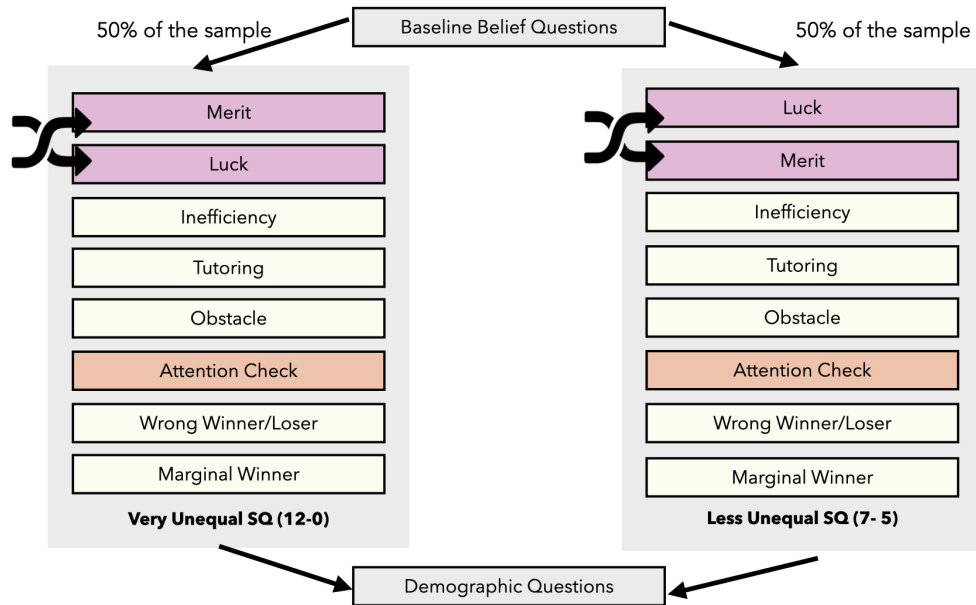 Baseline Belief Questions
50% of the sample
50% of the sample
Merit
Luck
Inefficiency
Tutoring
Obstacle
Attention Check
Wrong Winner/Loser
Marginal Winner
Very Unequal SQ (12-0)
Luck
Merit
Inefficiency
Tutoring
Obstacle
Attention Check
Wrong Winner/Loser
Marginal Winner
Less Unequal SQ (7- 5)
Demographic Questions